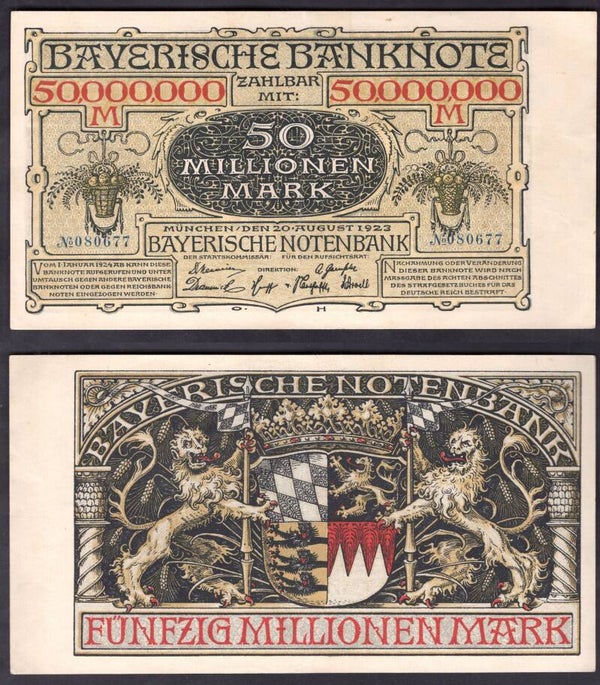 BAYERISCHE BANKNOTE
50,000,000 M
ZAHLBAR MIT:
50,000,000 M
50
MILLIONEN
MARK
MÜNCHEN/DEN 20·AUGUST 1923
№080677
BAYERISCHE NOTENBANK
№080677
DER STAATSKOMMISSÄR: FÜR DEN AUFSICHTSRAT:
DIREKTION:
VOM 1·JANUAR 1924 AB KANN DIESE
BANKNOTE AUFGERUFEN UND UNTER
UMTAUSCH GEGEN ANDERE BAYERISCHE
BANKNOTEN ODER GEGEN REICHSBANK
NOTEN EINGEZOGEN WERDEN·
NACHAHMUNG ODER VERÄNDERUNG
DIESER BANKNOTE WIRD NACH
MASGABE DES ACHTEN ABSCHNITTES
DES STRAFGESETZBUCHES FÜR DAS
DEUTSCHE REICH BESTRAFT·
O· H
BAYERISCHE NOTENBANK
FÜNFZIG MILLIONEN MARK